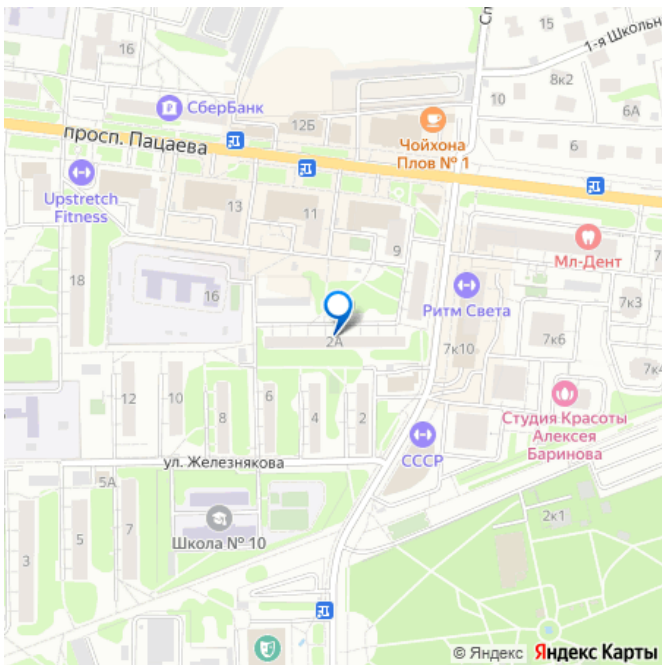 16
СберБанк
Сп
1-я Школьн
8к2
10
6А
12Б
Чойхона
Плов № 1
6
просп. Пацаева
Upstretch
Fitness
13
11
9
Мл-Дент
7
18
16
Ритм Света
7к3
2А
7к10
7к6
7к4
12
10
8
6
4
2
Студия Красоты
Алексея
Баринова
СССР
ул. Железнякова
5А
3
5
7
Школа № 10
2к1
© Яндекс Яндекс Карты